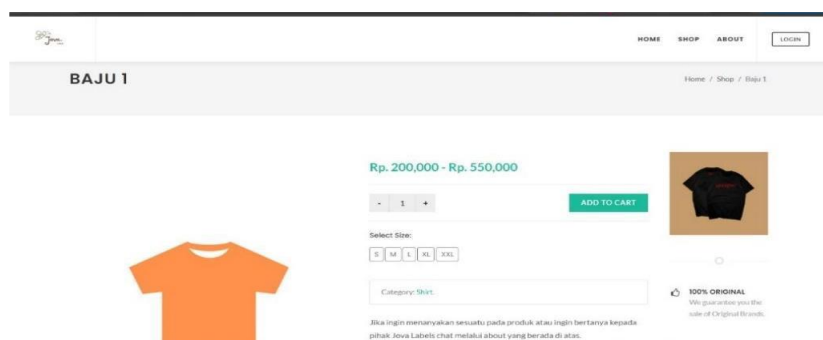 Jova
HOME SHOP ABOUT LOGIN
BAJU 1
Home / Shop / Baju 1
Rp. 200,000 - Rp. 550,000
- 1 +
ADD TO CART
Select Size:
S M L XL XXL
Category: Shirt.
Jika ingin menanyakan sesuatu pada produk atau ingin bertanya kepada
pihak Jova Labels chat melalui about yang berada di atas.
100% ORIGINAL
We guarantee you the
sale of Original Brands.